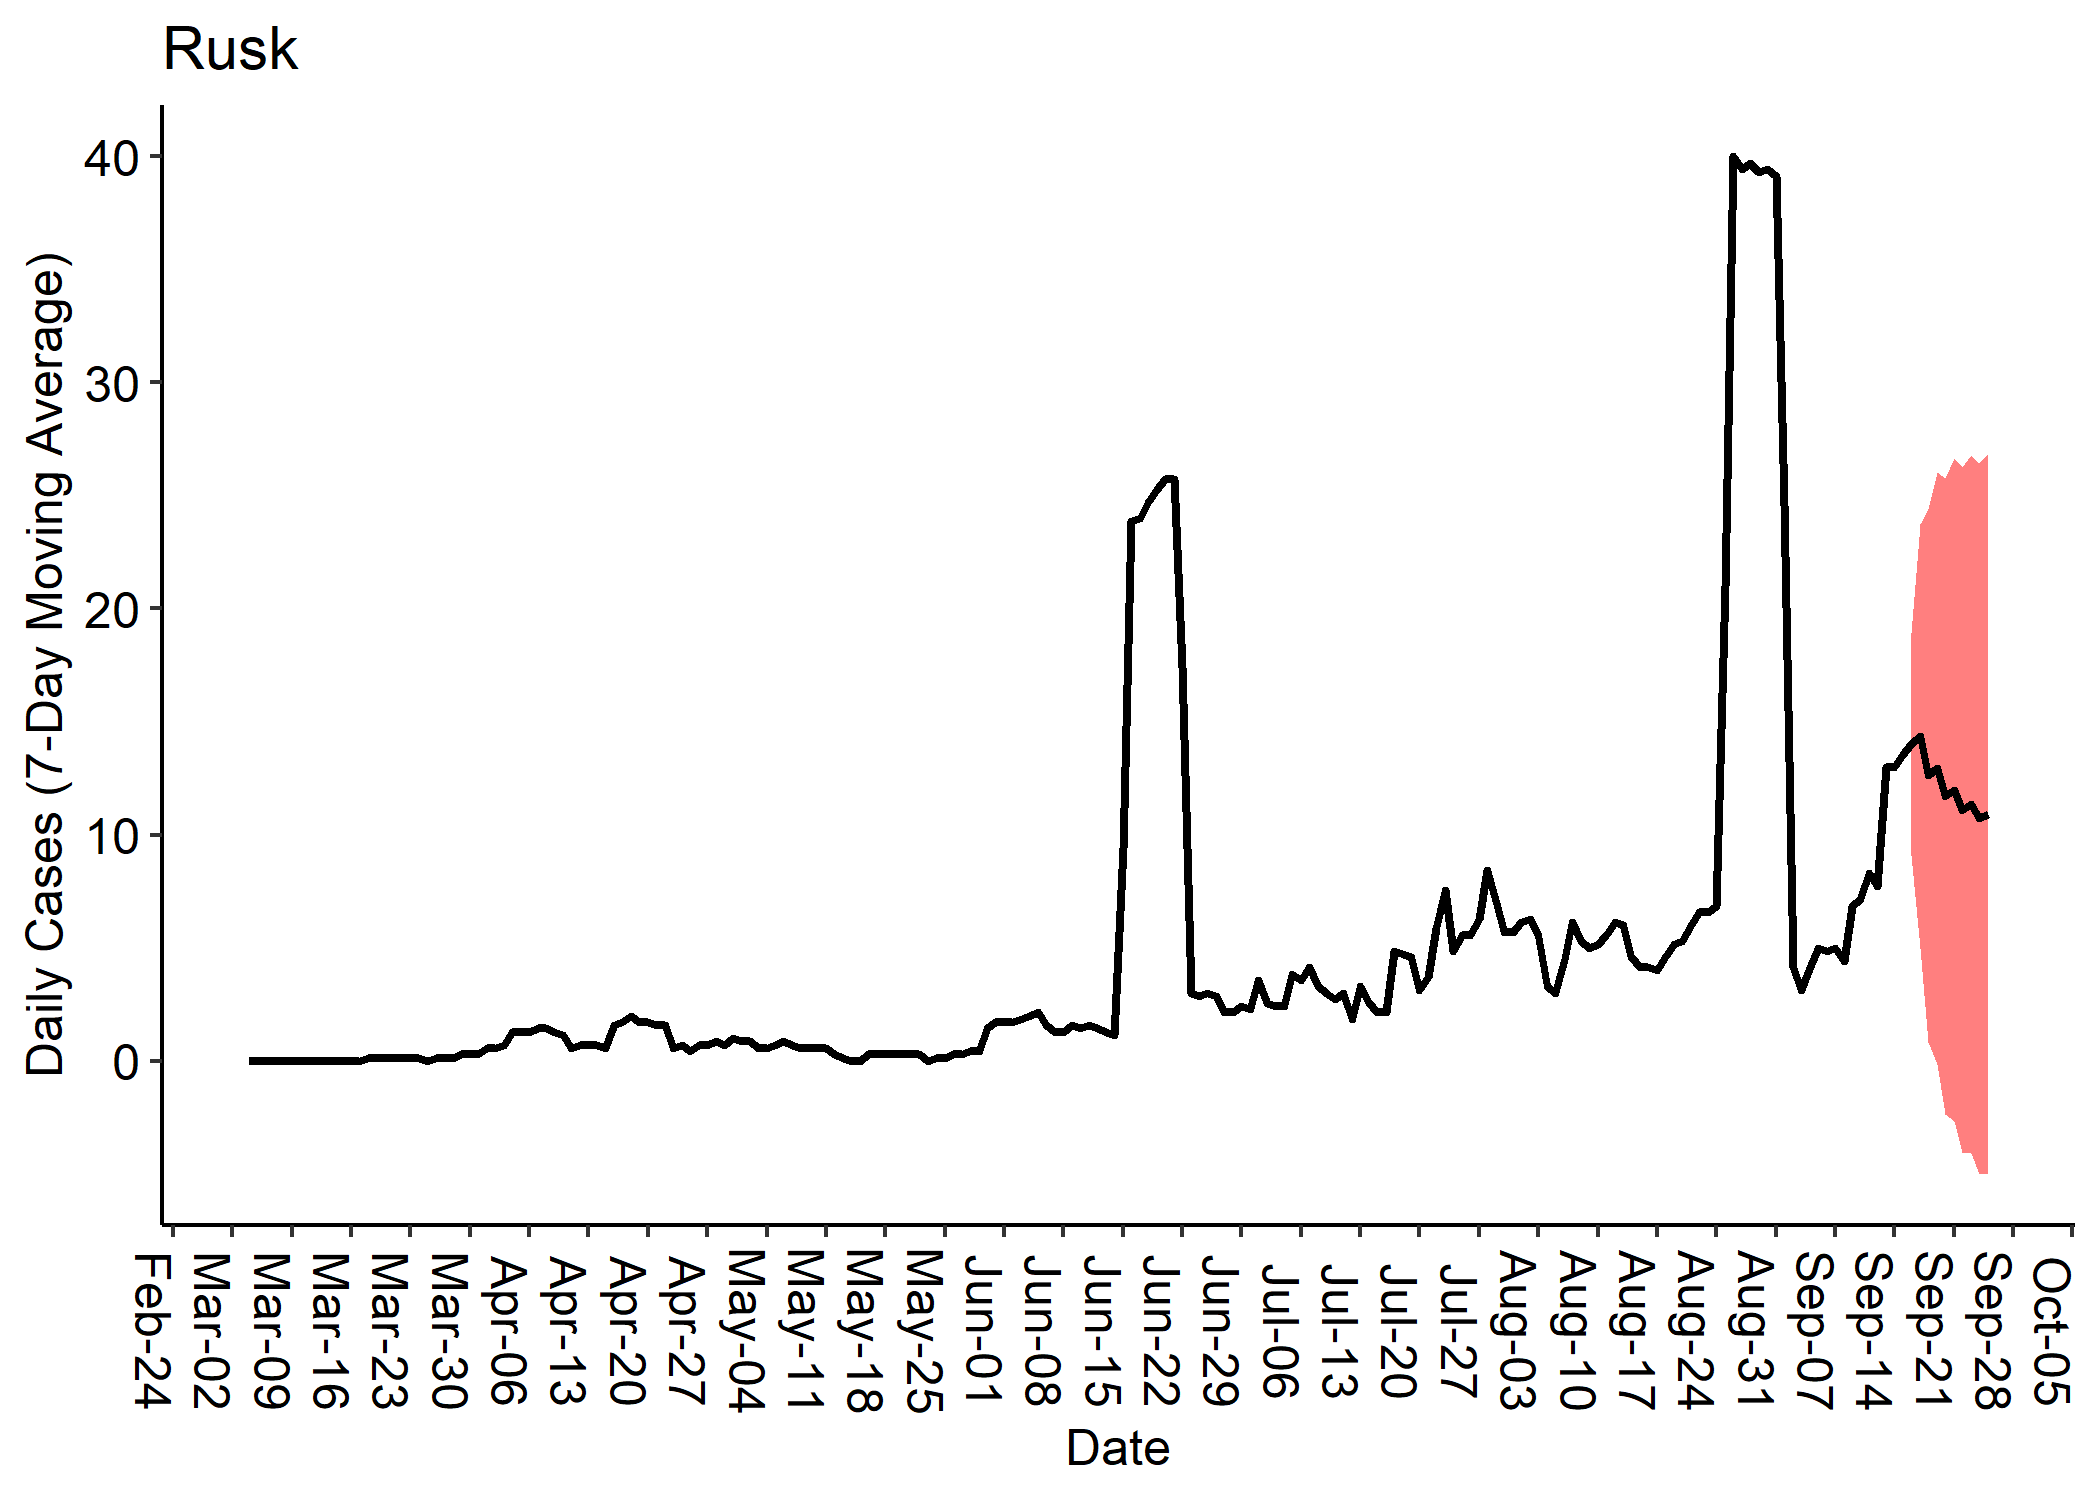 Rusk
Daily Cases (7-Day Moving Average)
40
30
20
10
0
Feb-24
Mar-02
Mar-09
Mar-16
Mar-23
Mar-30
Apr-06
Apr-13
Apr-20
Apr-27
May-04
May-11
May-18
May-25
Jun-01
Jun-08
Jun-15
Jun-22
Jun-29
Jul-06
Jul-13
Jul-20
Jul-27
Aug-03
Aug-10
Aug-17
Aug-24
Aug-31
Sep-07
Sep-14
Sep-21
Sep-28
Oct-05
Date